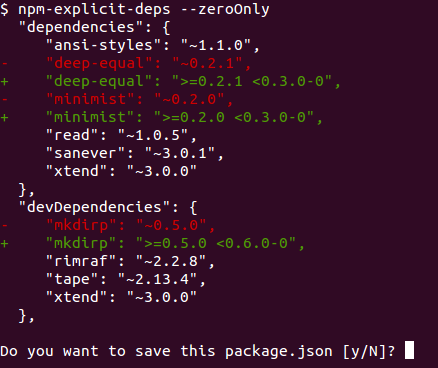 $ npm-explicit-deps --zeroOnly
  "dependencies": {
     "ansi-styles": "~1.1.0",
-    "deep-equal": "~0.2.1",
+    "deep-equal": ">=0.2.1 <0.3.0-0",
-    "minimist": "~0.2.0",
+    "minimist": ">=0.2.0 <0.3.0-0",
     "read": "~1.0.5",
     "sanever": "~3.0.1",
     "xtend": "~3.0.0"
  },
  "devDependencies": {
-    "mkdirp": "~0.5.0",
+    "mkdirp": ">=0.5.0 <0.6.0-0",
     "rimraf": "~2.2.8",
     "tape": "~2.13.4",
     "xtend": "~3.0.0"
  },
Do you want to save this package.json [y/N]?